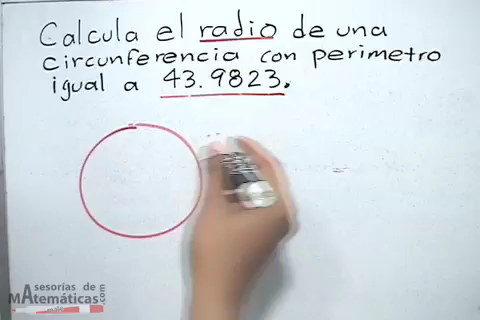 Calcula el radio de una
circunferencia con perimetro
igual a 43.9823.
Asesorías de
Matemáticas.com